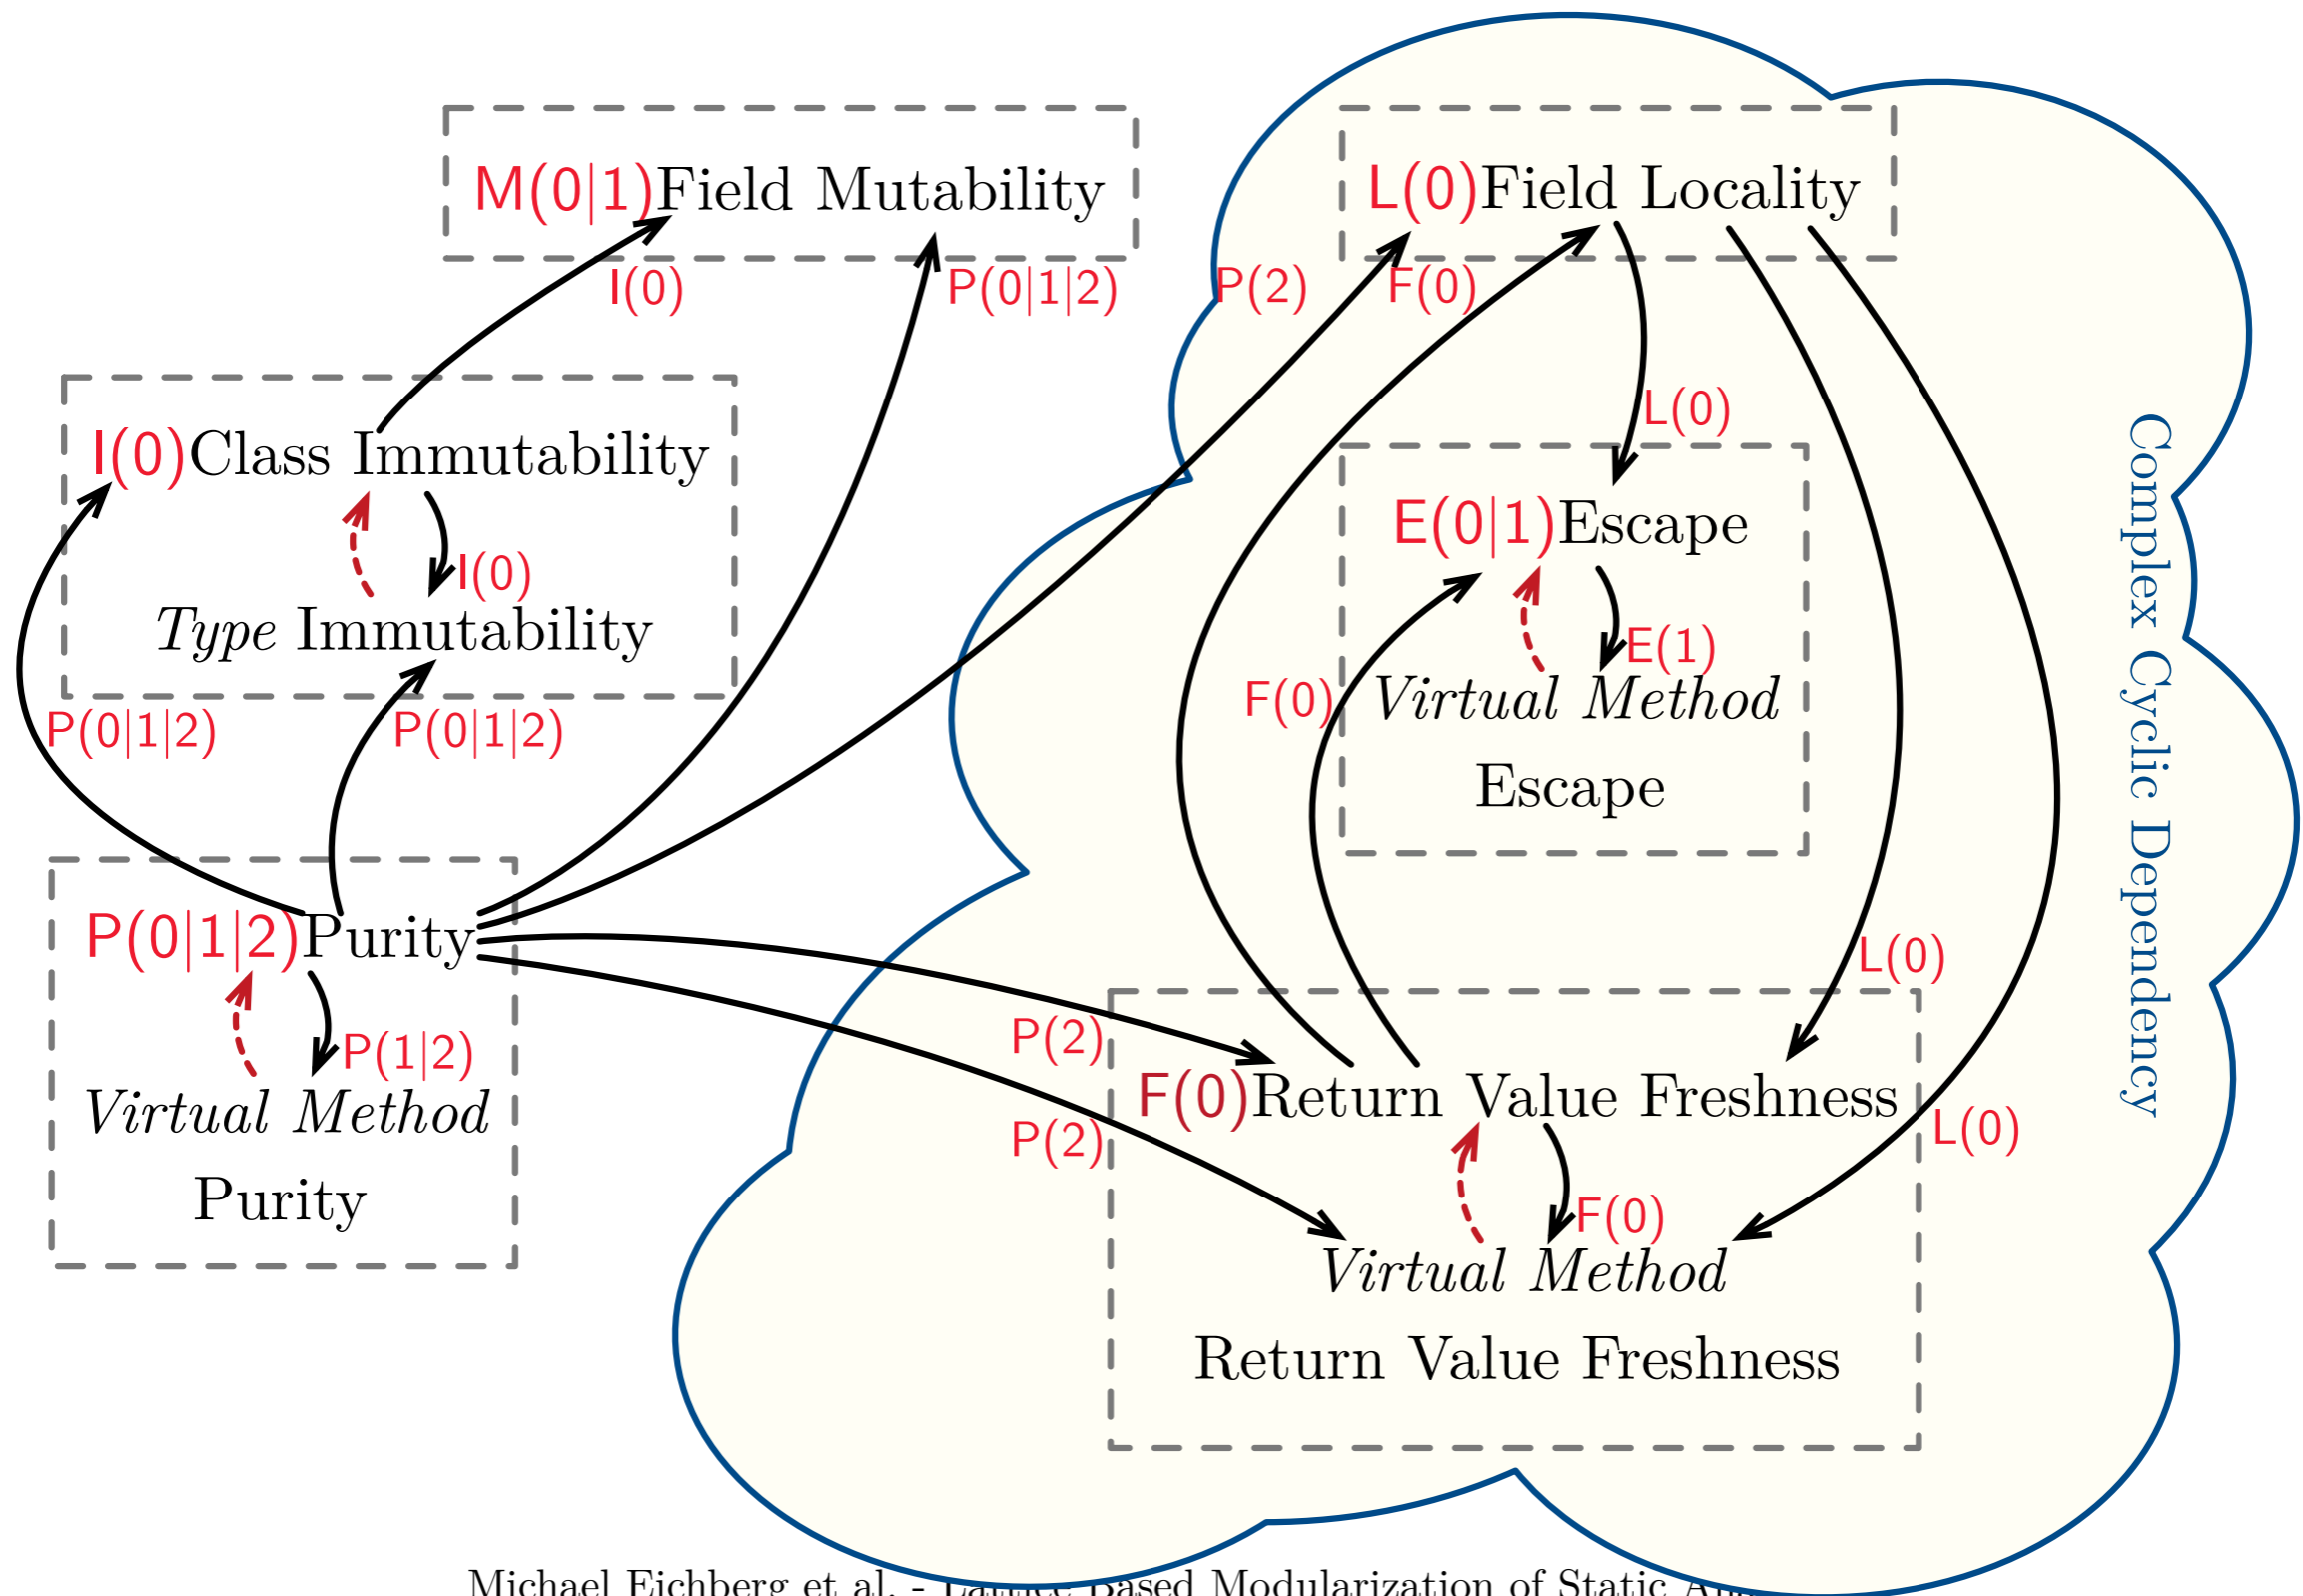 M(0|1)Field Mutability
L(0)Field Locality
I(0)
P(0|1|2)
P(2)
F(0)
L(0)
I(0)Class Immutability
I(0)
Type Immutability
P(0|1|2)
P(0|1|2)
E(0|1)Escape
E(1)
F(0)
Virtual Method
Escape
Complex Cyclic Dependency
P(0|1|2)Purity
P(1|2)
Virtual Method
Purity
L(0)
P(2)
F(0)Return Value Freshness
P(2)
L(0)
F(0)
Virtual Method
Return Value Freshness
Michael Eichberg et al. - Lattice Based Modularization of Static